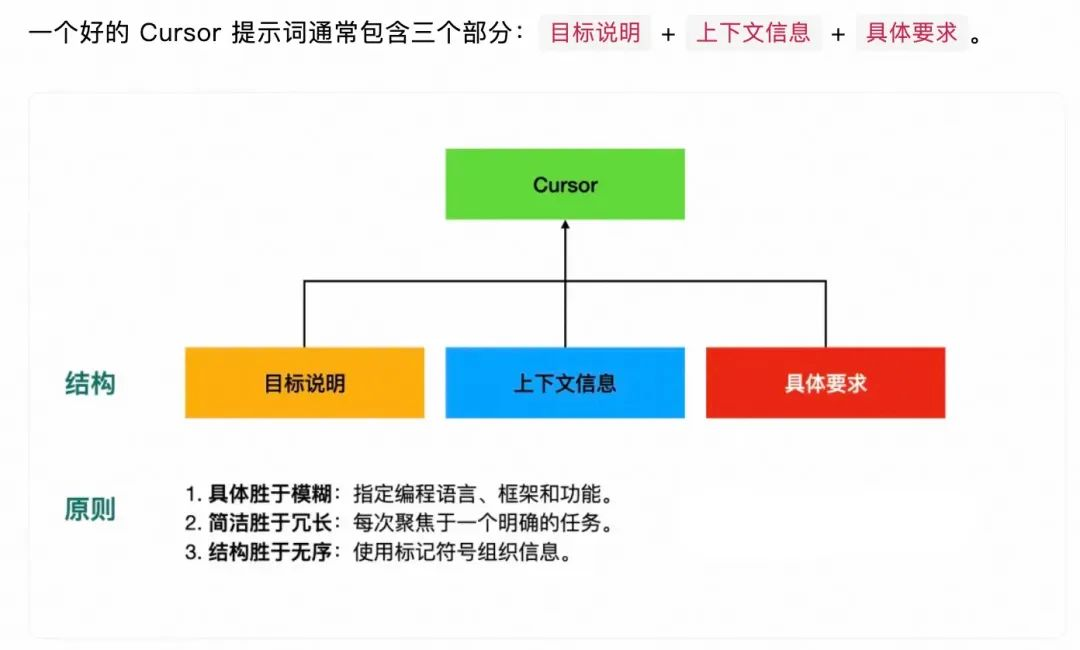 一个好的 Cursor 提示词通常包含三个部分：目标说明 + 上下文信息 + 具体要求 。
Cursor
结构
目标说明
上下文信息
具体要求
原则
1. 具体胜于模糊：指定编程语言、框架和功能。
2. 简洁胜于冗长：每次聚焦于一个明确的任务。
3. 结构胜于无序：使用标记符号组织信息。